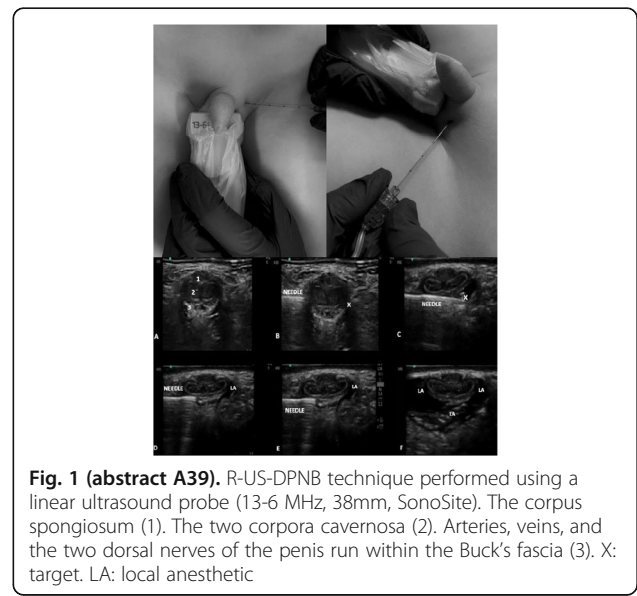 13-6
1
2
A
NEEDLE
X
B
X
NEEDLE
C
NEEDLE
LA
D
LA
NEEDLE
E
LA
LA
F
Fig. 1 (abstract A39). R-US-DPNB technique performed using a
linear ultrasound probe (13-6 MHz, 38mm, SonoSite). The corpus
spongiosum (1). The two corpora cavernosa (2). Arteries, veins, and
the two dorsal nerves of the penis run within the Buck's fascia (3). X:
target. LA: local anesthetic